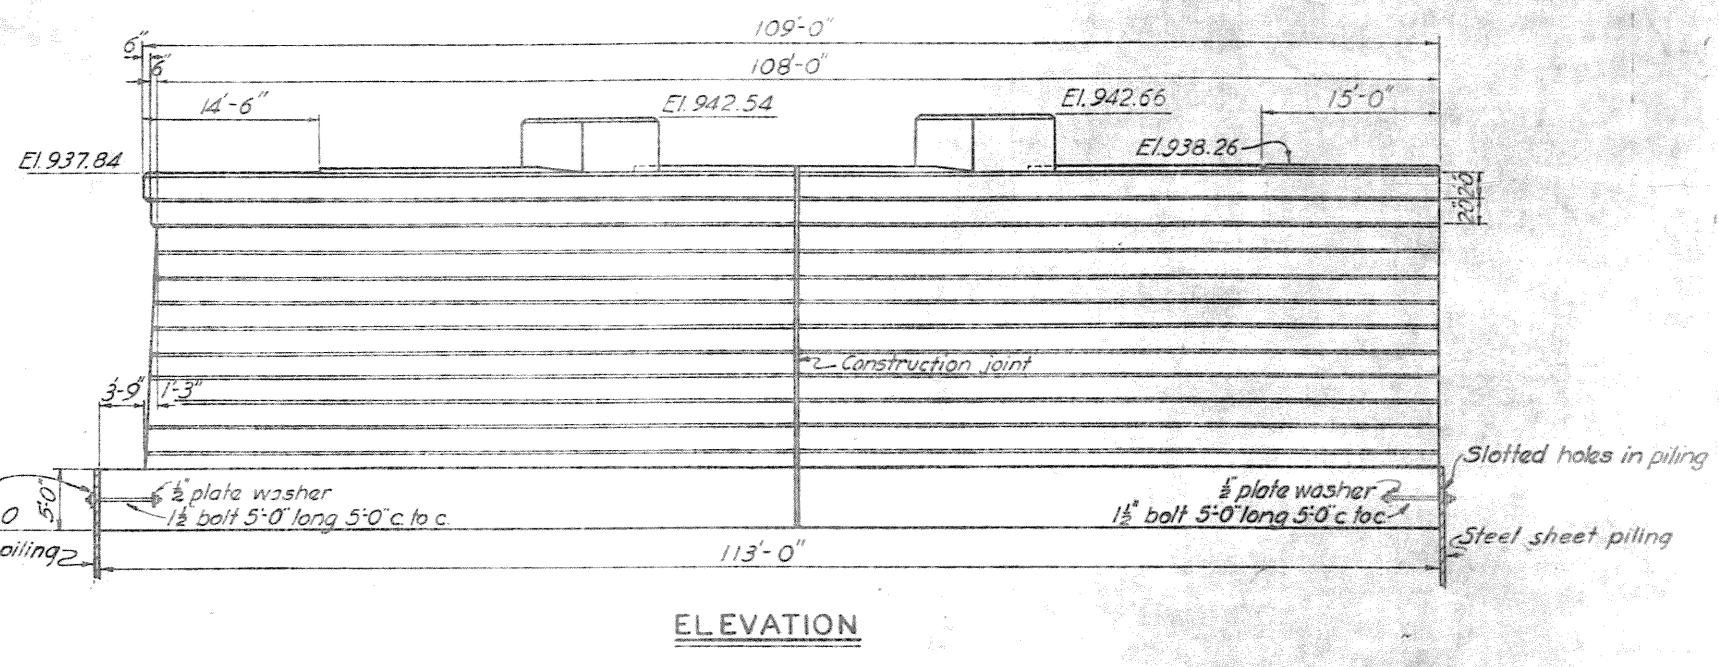 109'-0"
6"
108'-0"
6"
14'-6"
El. 942.54
El. 942.66
15'-0"
El. 938.26
El. 937.84
20"
20"
Construction joint
3'-9"
1'-3"
Slotted holes in piling
5'-0"
½" plate washer
1½" bolt 5'-0" long 5'-0" c. to c.
½" plate washer
1½" bolt 5'-0" long 5'-0" c. to c.
0
piling
113'-0"
Steel sheet piling
ELEVATION